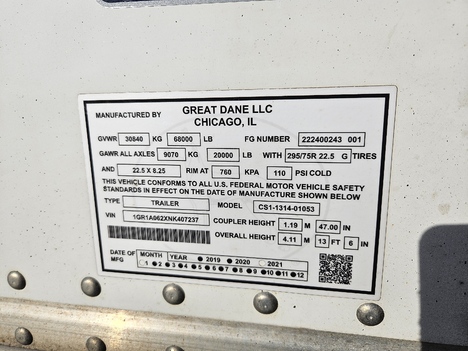 MANUFACTURED BY GREAT DANE LLC
CHICAGO, IL
GVWR 30840 KG 68000 LB FG NUMBER 222400243 001
GAWR ALL AXLES 9070 KG 20000 LB WITH 295/75R 22.5 G TIRES
AND 22.5 X 8.25 RIM AT 760 KPA 110 PSI COLD
THIS VEHICLE CONFORMS TO ALL U.S. FEDERAL MOTOR VEHICLE SAFETY
STANDARDS IN EFFECT ON THE DATE OF MANUFACTURE SHOWN BELOW
TYPE TRAILER MODEL CS1-1314-01053
VIN 1GR1A062XNK407237 COUPLER HEIGHT 1.19 M 47.00 IN
OVERALL HEIGHT 4.11 M 13 FT 6 IN
DATE OF MFG MONTH YEAR 2019 2020 2021
1 2 3 4 5 6 7 8 9 10 11 12